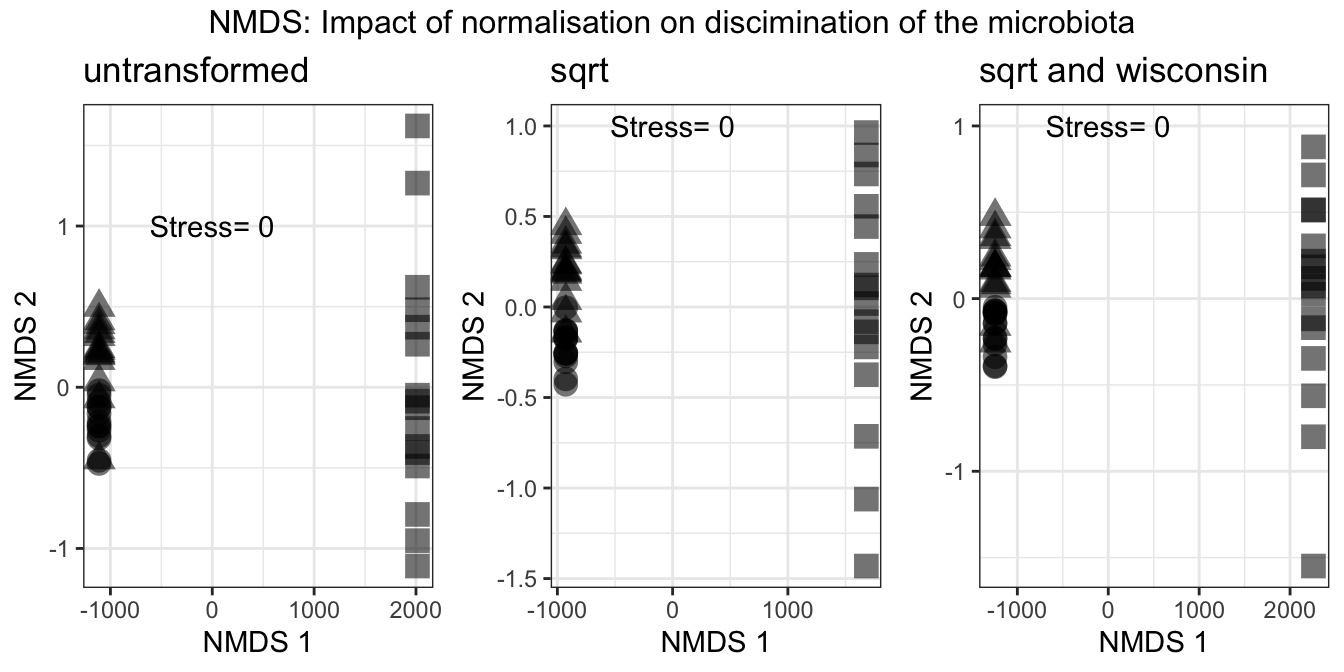 NMDS: Impact of normalisation on discimination of the microbiota
untransformed
Stress= 0
1
0
-1
NMDS 2
-1000 0 1000 2000
NMDS 1
sqrt
Stress= 0
1.0
0.5
0.0
-0.5
-1.0
-1.5
NMDS 2
-1000 0 1000
NMDS 1
sqrt and wisconsin
Stress= 0
1
0
-1
NMDS 2
-1000 0 1000 2000
NMDS 1